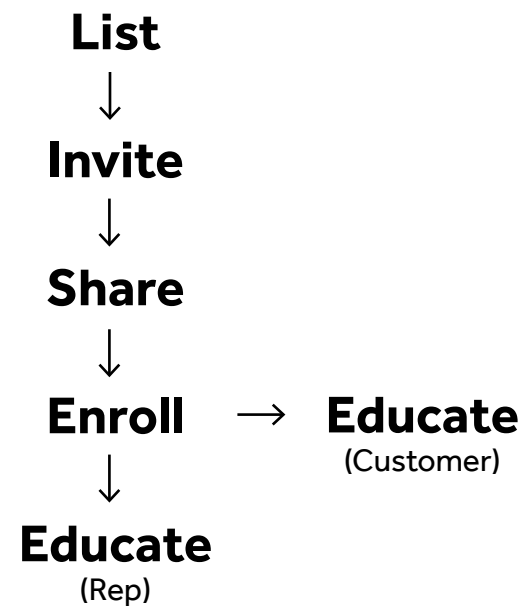 List
Invite
Share
Enroll → Educate
(Customer)
Educate
(Rep)